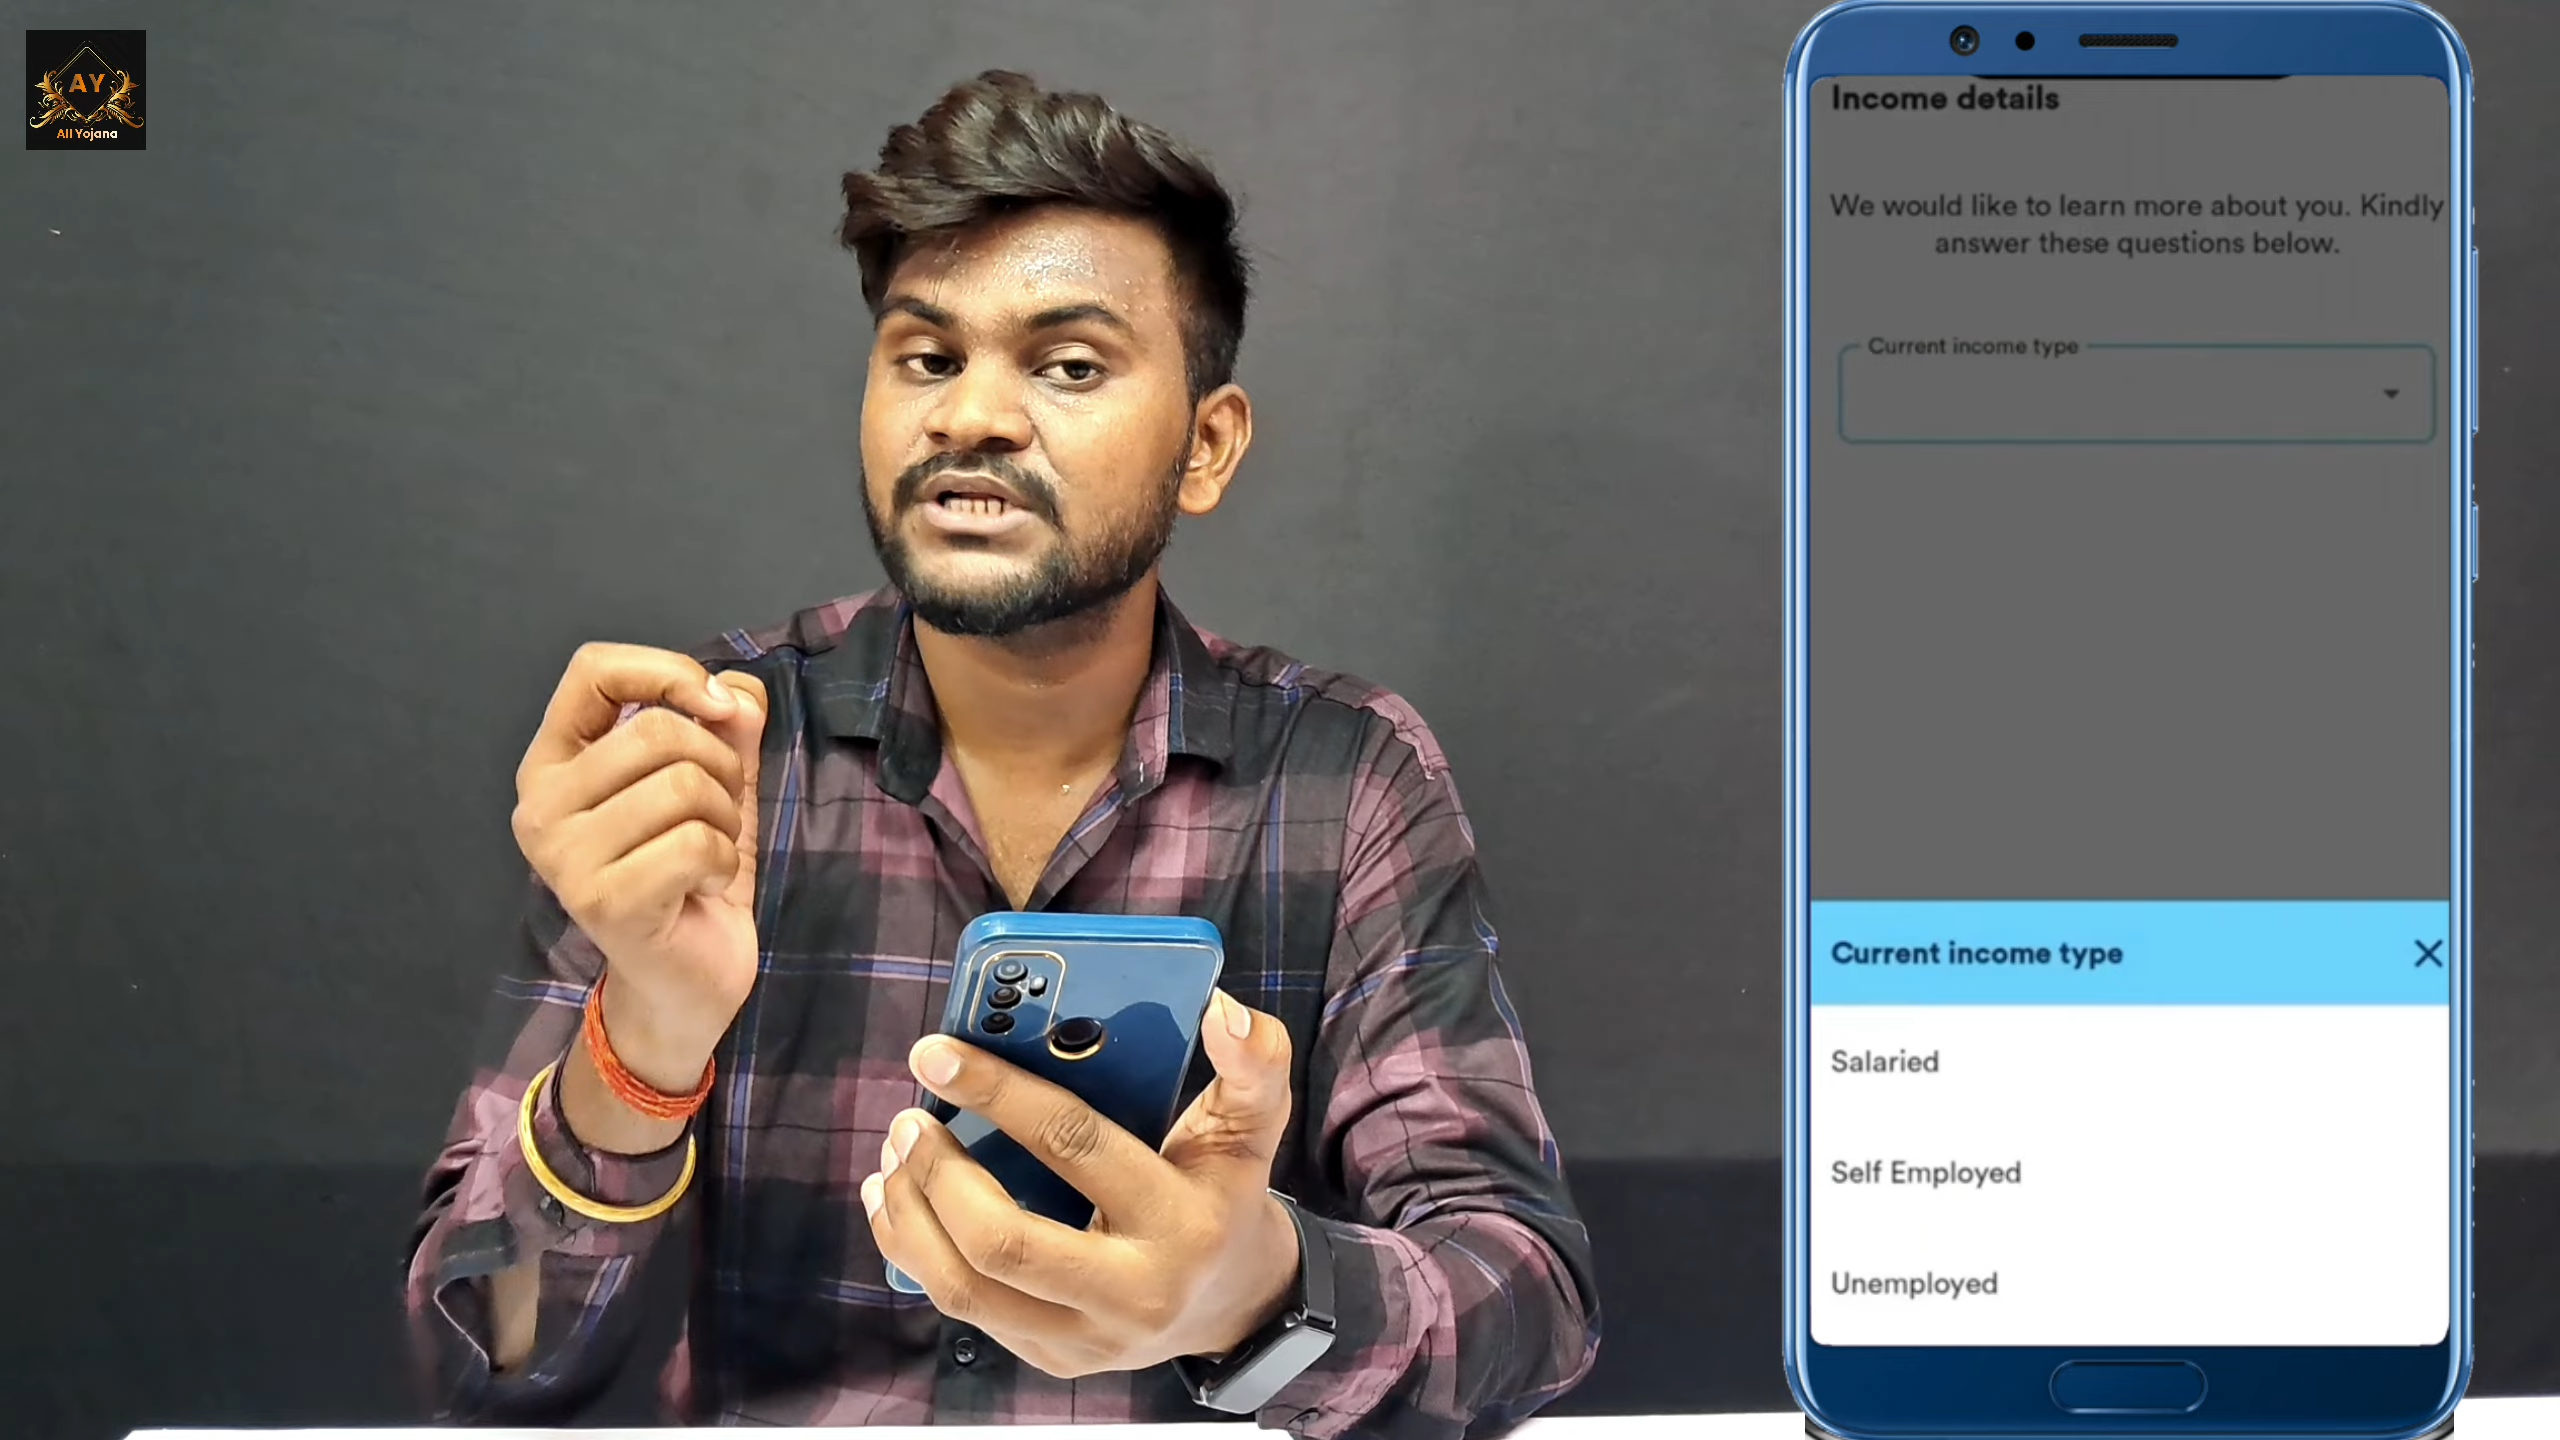 AY
All Yojana
Income details
We would like to learn more about you. Kindly
answer these questions below.
Current income type
Current income type
Salaried
Self Employed
Unemployed